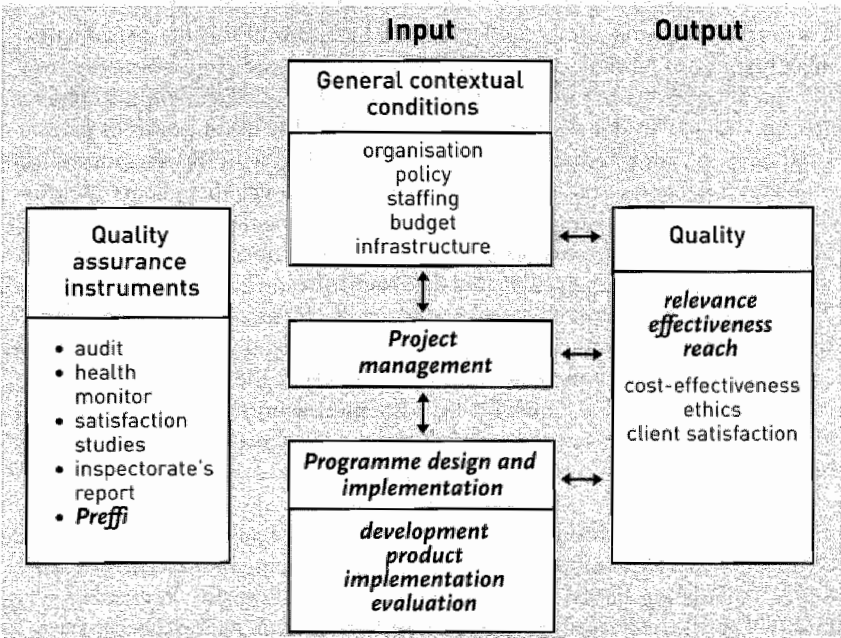 Input
Output
General contextual
conditions
organisation
policy
staffing
budget
infrastructure
Quality
assurance
instruments
• audit
• health
monitor
• satisfaction
studies
• inspectorate's
report
• Preffi
Project
management
Programme design and
implementation
development
product
implementation
evaluation
Quality
relevance
effectiveness
reach
cost-effectiveness
ethics
client satisfaction